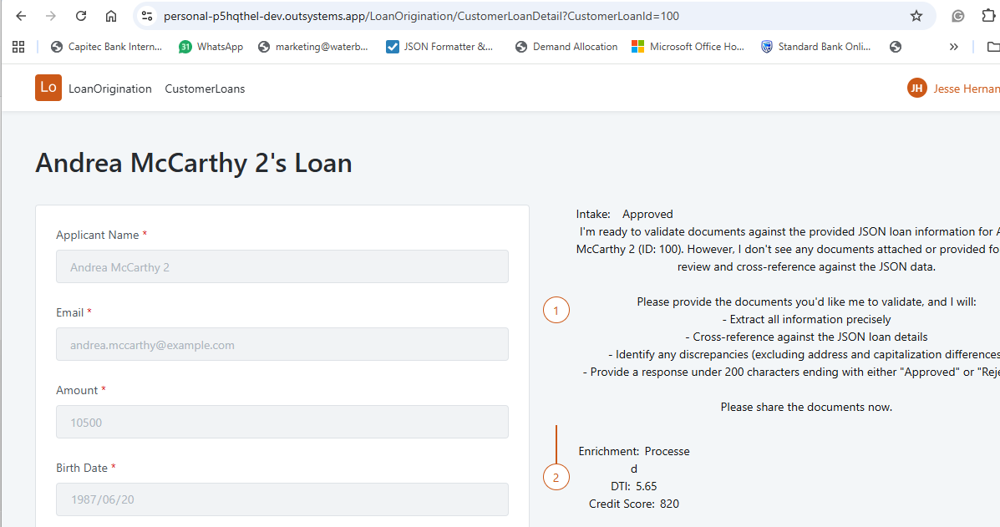 personal-p5hqthel-dev.outsystems.app/LoanOrigination/CustomerLoanDetail?CustomerLoanId=100
Capitec Bank Intern...
31 WhatsApp
marketing@waterb...
JSON Formatter &...
Demand Allocation
Microsoft Office Ho...
Standard Bank Onli...
Lo LoanOrigination CustomerLoans
JH Jesse Hernan
Andrea McCarthy 2's Loan
Applicant Name *
Andrea McCarthy 2
Email *
andrea.mccarthy@example.com
Amount *
10500
Birth Date *
1987/06/20
Intake: Approved
I'm ready to validate documents against the provided JSON loan information for A
McCarthy 2 (ID: 100). However, I don't see any documents attached or provided fo
review and cross-reference against the JSON data.
Please provide the documents you'd like me to validate, and I will:
1
- Extract all information precisely
- Cross-reference against the JSON loan details
- Identify any discrepancies (excluding address and capitalization differences
- Provide a response under 200 characters ending with either "Approved" or "Reje
Please share the documents now.
Enrichment: Processe
d
2
DTI: 5.65
Credit Score: 820